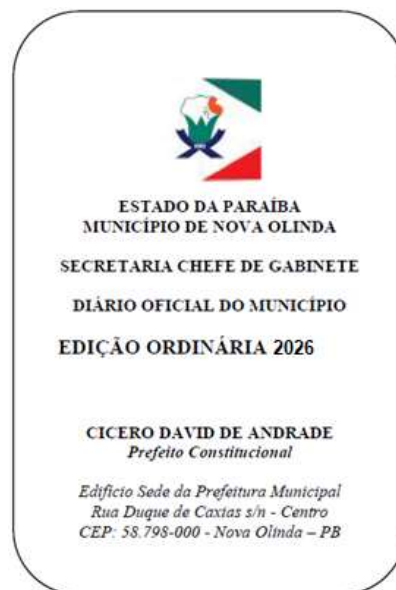 ESTADO DA PARAÍBA
MUNICÍPIO DE NOVA OLINDA
SECRETARIA CHEFE DE GABINETE
DIÁRIO OFICIAL DO MUNICÍPIO
EDIÇÃO ORDINÁRIA 2026
CICERO DAVID DE ANDRADE
Prefeito Constitucional
Edifício Sede da Prefeitura Municipal
Rua Duque de Caxias s/n - Centro
CEP: 58.798-000 - Nova Olinda – PB